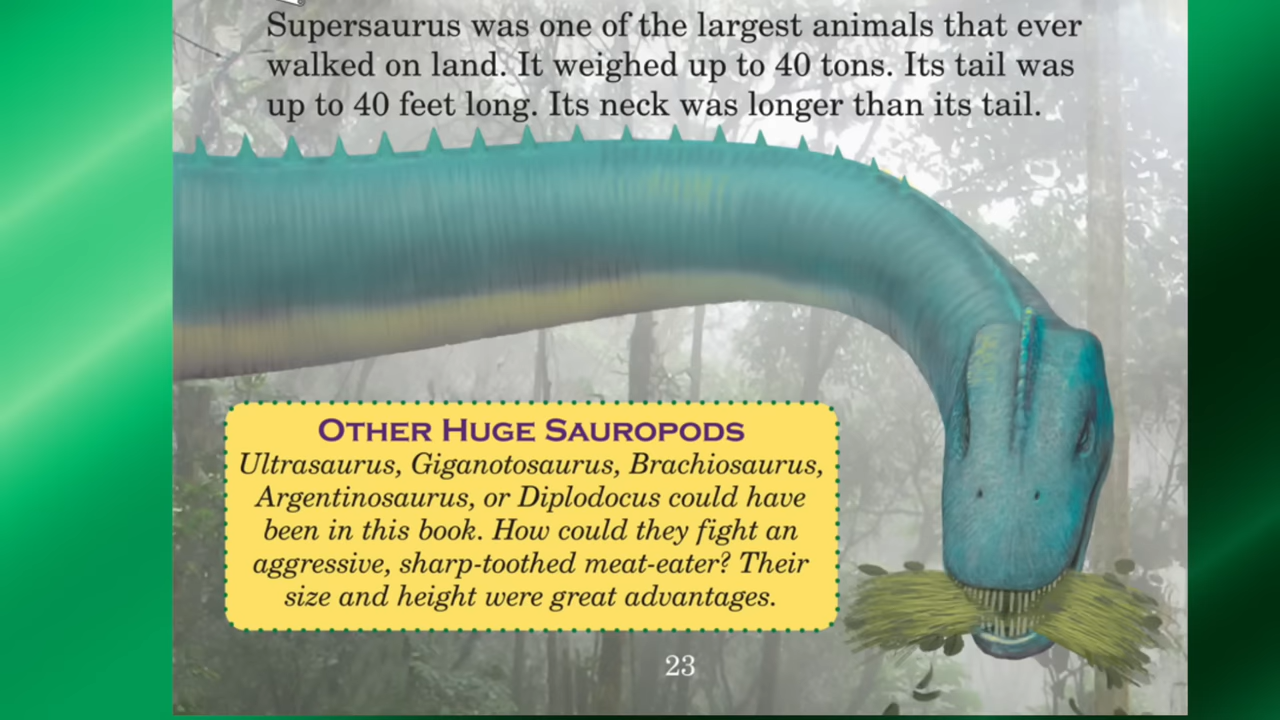 Supersaurus was one of the largest animals that ever
walked on land. It weighed up to 40 tons. Its tail was
up to 40 feet long. Its neck was longer than its tail.
OTHER HUGE SAUROPODS
Ultrasaurus, Giganotosaurus, Brachiosaurus,
Argentinosaurus, or Diplodocus could have
been in this book. How could they fight an
aggressive, sharp-toothed meat-eater? Their
size and height were great advantages.
23